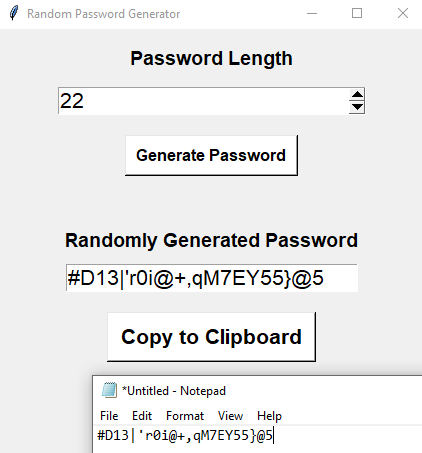 Random Password Generator
Password Length
22
Generate Password
Randomly Generated Password
#D13|'r0i@+,qM7EY55}@5
Copy to Clipboard
*Untitled - Notepad
File Edit Format View Help
#D13|'r0i@+,qM7EY55}@5